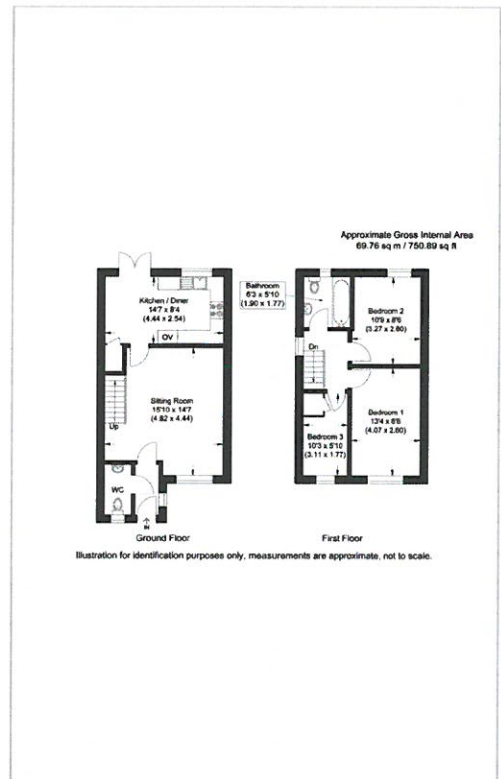 Approximate Gross Internal Area
69.76 sq m / 750.89 sq ft
Kitchen / Diner
14'7 x 8'4
(4.44 x 2.54)
OV
Sitting Room
15'10 x 14'7
(4.82 x 4.44)
Up
WC
IN
Ground Floor
Bathroom
6'3 x 5'10
(1.90 x 1.77)
Bedroom 2
10'9 x 8'6
(3.27 x 2.60)
Dn
Bedroom 1
13'4 x 8'6
(4.07 x 2.60)
Bedroom 3
10'3 x 5'10
(3.11 x 1.77)
First Floor
Illustration for identification purposes only, measurements are approximate, not to scale.